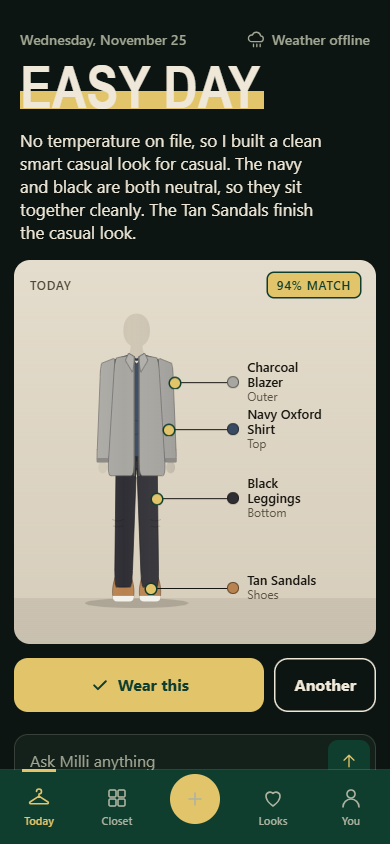 Wednesday, November 25
Weather offline
EASY DAY
No temperature on file, so I built a clean
smart casual look for casual. The navy
and black are both neutral, so they sit
together cleanly. The Tan Sandals finish
the casual look.
TODAY
94% MATCH
Charcoal
Blazer
Outer
Navy Oxford
Shirt
Top
Black
Leggings
Bottom
Tan Sandals
Shoes
Wear this
Another
Ask Milli anything
Today
Closet
Looks
You